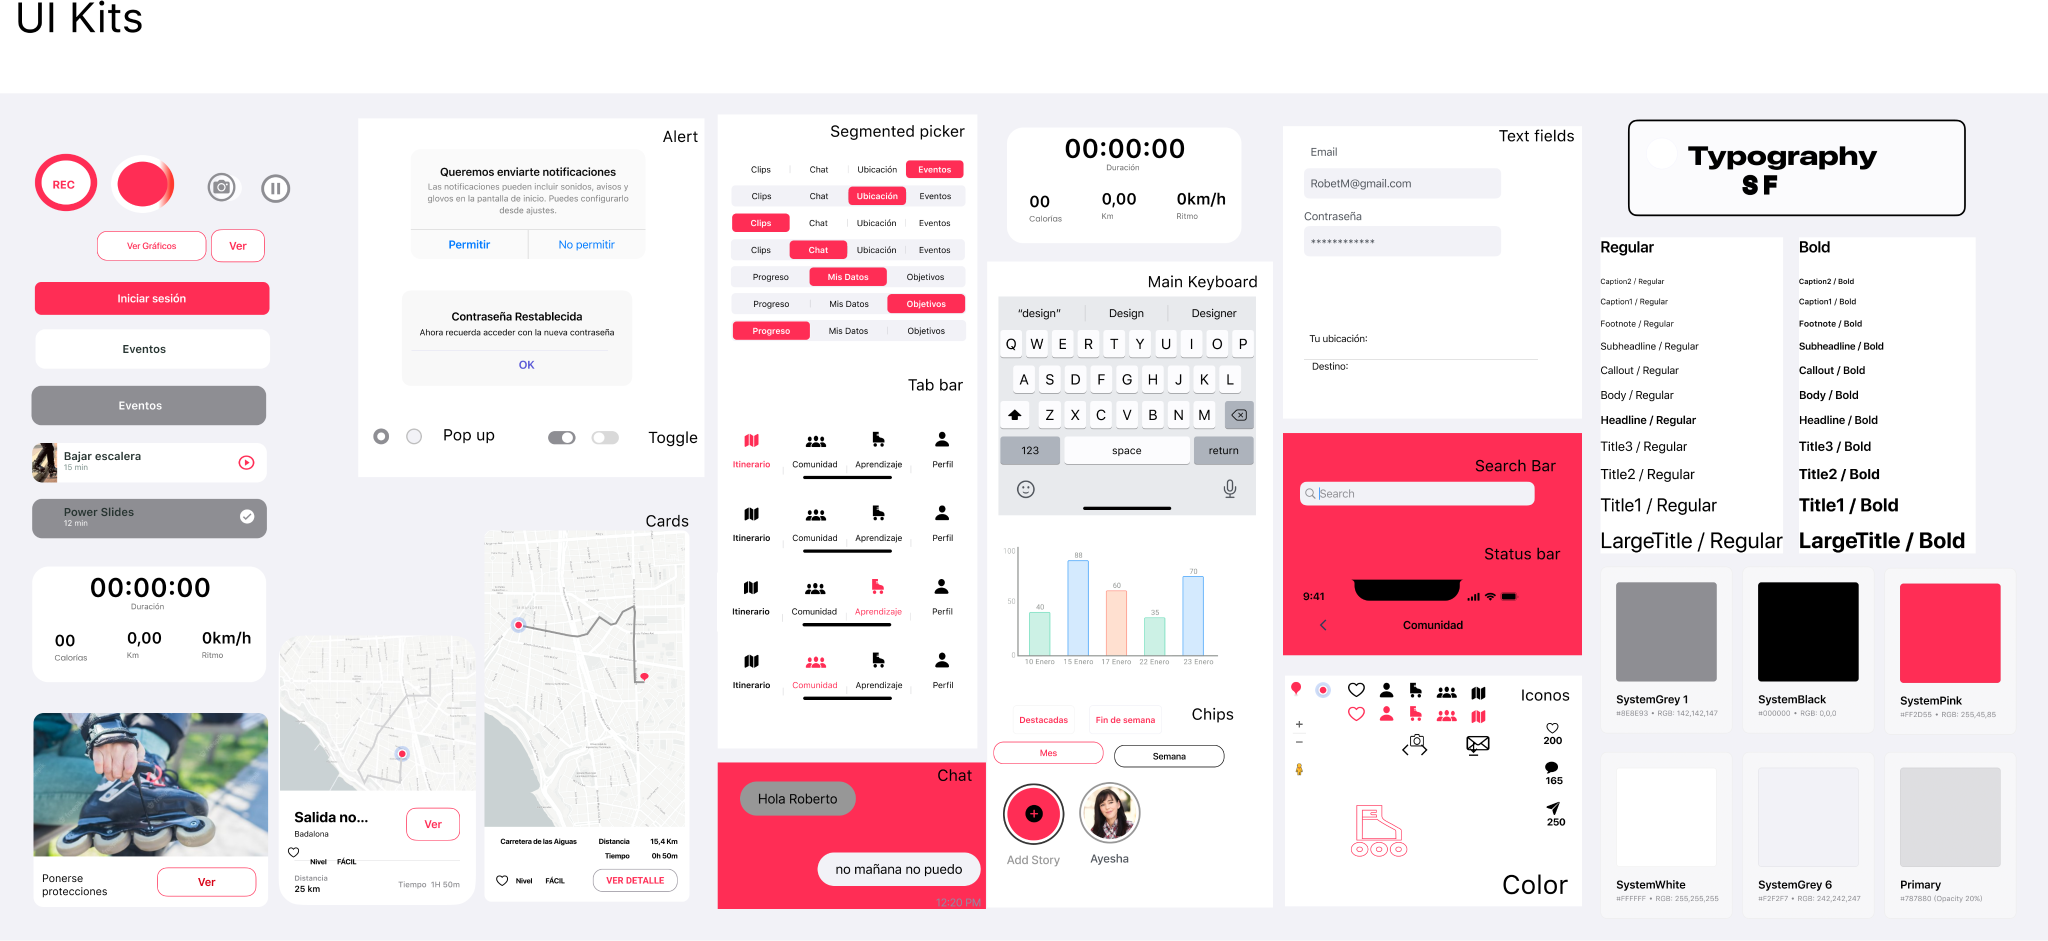 UI Kits
REC
Ver Gráficos
Ver
Iniciar sesión
Eventos
Eventos
Bajar escalera
15 min
Power Slides
12 min
00:00:00
Duración
00
0,00
0km/h
Calorías
Km
Ritmo
Ponerse
protecciones
Ver
Alert
Queremos enviarte notificaciones
Las notificaciones pueden incluir sonidos, avisos y
glovos en la pantalla de inicio. Puedes configurarlo
desde ajustes.
Permitir
No permitir
Contraseña Restablecida
Ahora recuerda acceder con la nueva contraseña
OK
Pop up
Toggle
Cards
Salida no...
Badalona
Ver
Nivel
FÁCIL
Distancia
25 km
Tiempo 1H 50m
Carretera de las Aiguas
Distancia
15,4 Km
Tiempo
0h 50m
Nivel
FÁCIL
VER DETALLE
Segmented picker
Clips Chat Ubicación Eventos
Clips Chat Ubicación Eventos
Clips Chat Ubicación Eventos
Clips Chat Ubicación Eventos
Progreso Mis Datos Objetivos
Progreso Mis Datos Objetivos
Progreso Mis Datos Objetivos
Tab bar
Itinerario Comunidad Aprendizaje Perfil
Itinerario Comunidad Aprendizaje Perfil
Itinerario Comunidad Aprendizaje Perfil
Itinerario Comunidad Aprendizaje Perfil
Chat
Hola Roberto
no mañana no puedo
12:20 PM
00:00:00
Duración
00
0,00
0km/h
Calorías
Km
Ritmo
Main Keyboard
“design” Design Designer
Q W E R T Y U I O P
A S D F G H J K L
Z X C V B N M
123 space return
100
50
0
40
88
60
35
70
10 Enero 15 Enero 17 Enero 22 Enero 23 Enero
Chips
Destacadas
Fin de semana
Mes
Semana
Add Story
Ayesha
Text fields
Email
RobetM@gmail.com
Contraseña
************
Tu ubicación:
Destino:
Search Bar
Search
Status bar
9:41
Comunidad
Iconos
200
165
250
Color
Typography
SF
Regular
Caption2 / Regular
Caption1 / Regular
Footnote / Regular
Subheadline / Regular
Callout / Regular
Body / Regular
Headline / Regular
Title3 / Regular
Title2 / Regular
Title1 / Regular
LargeTitle / Regular
Bold
Caption2 / Bold
Caption1 / Bold
Footnote / Bold
Subheadline / Bold
Callout / Bold
Body / Bold
Headline / Bold
Title3 / Bold
Title2 / Bold
Title1 / Bold
LargeTitle / Bold
SystemGrey 1
#8E8E93 • RGB: 142,142,147
SystemBlack
#000000 • RGB: 0,0,0
SystemPink
#FF2D55 • RGB: 255,45,85
SystemWhite
#FFFFFF • RGB: 255,255,255
SystemGrey 6
#F2F2F7 • RGB: 242,242,247
Primary
#787880 (Opacity 20%)